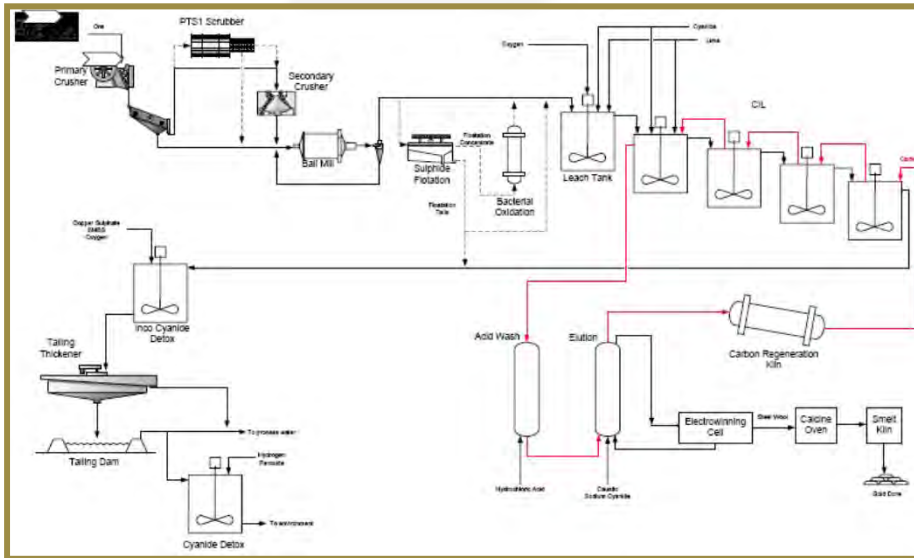 Ore
PTS1 Scrubber
Primary
Crusher
Secondary
Crusher
Ball Mill
Sulphide
Flotation
Floatation
Concentrate
Floatation
Tails
Bacterial
Oxidation
Oxygen
Cyanide
Lime
Leach Tank
CIL
Copper Sulphate
SMBS
Oxygen
Inco Cyanide
Detox
Tailing
Thickener
Tailing Dam
To process water
Hydrogen
Peroxide
Cyanide Detox
To environment
Acid Wash
Hydrochloric Acid
Elution
Caustic
Sodium Cyanide
Carbon Regeneration
Kiln
Electrowinning
Cell
Steel Wool
Calcine
Oven
Smelt
Kiln
Gold Dore